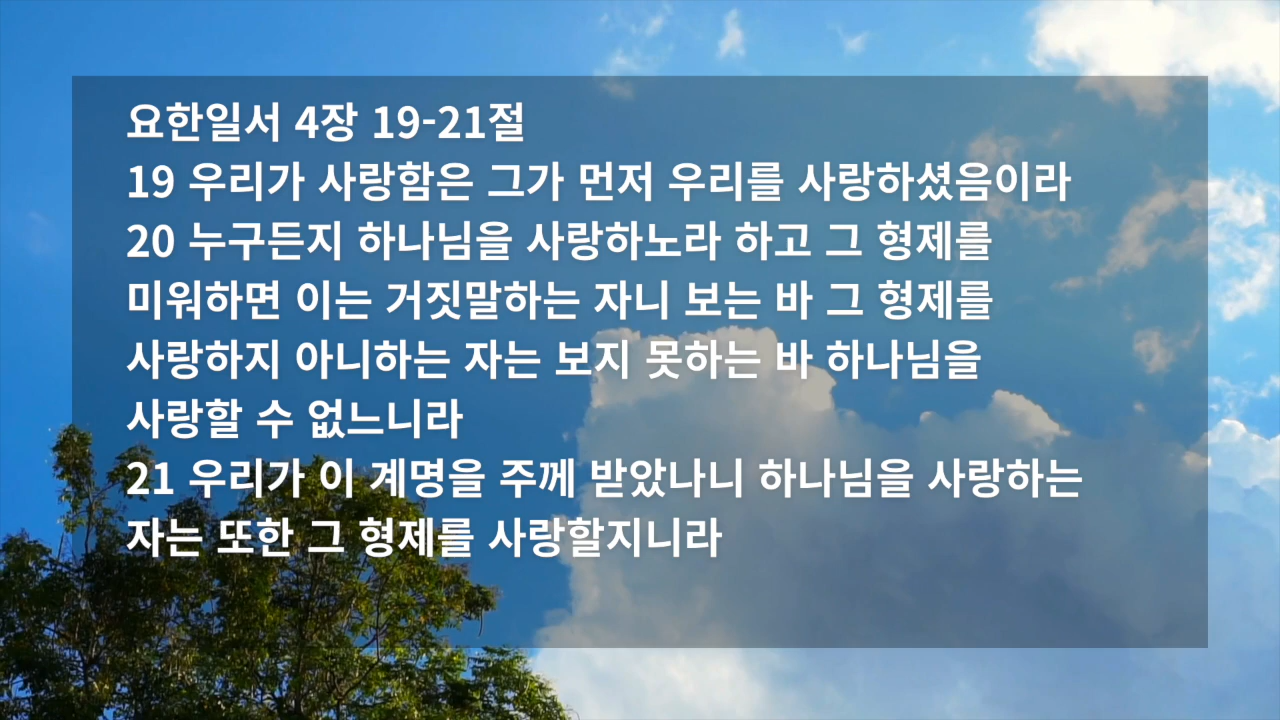 요한일서 4장 19-21절
19 우리가 사랑함은 그가 먼저 우리를 사랑하셨음이라
20 누구든지 하나님을 사랑하노라 하고 그 형제를
미워하면 이는 거짓말하는 자니 보는 바 그 형제를
사랑하지 아니하는 자는 보지 못하는 바 하나님을
사랑할 수 없느니라
21 우리가 이 계명을 주께 받았나니 하나님을 사랑하는
자는 또한 그 형제를 사랑할지니라